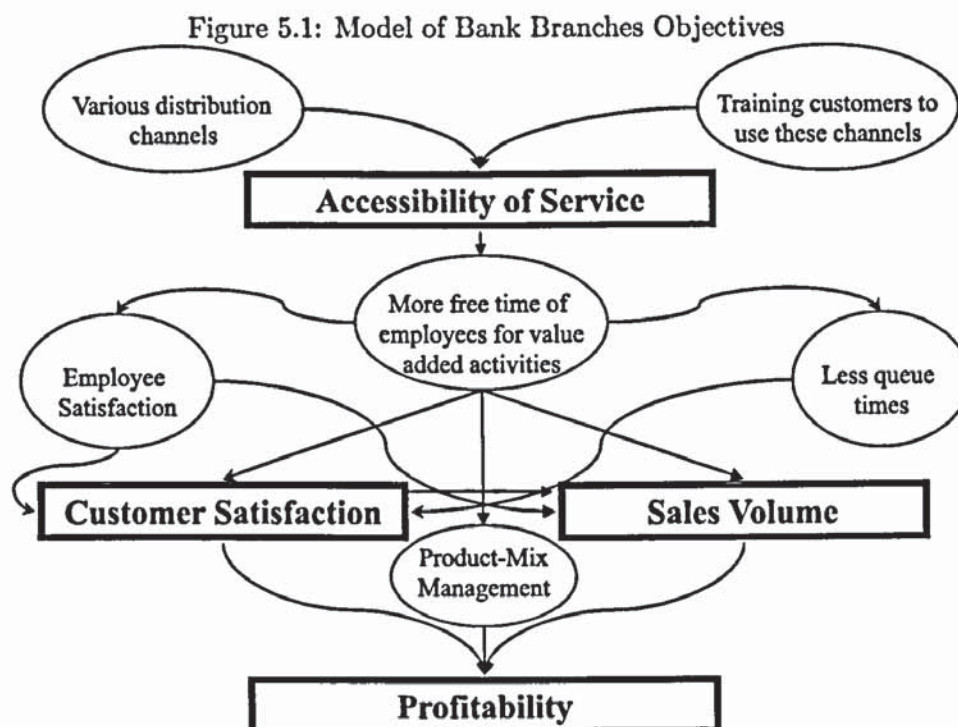 Figure 5.1: Model of Bank Branches Objectives
Various distribution
channels
Training customers to
use these channels
Accessibility of Service
More free time of
employees for value
added activities
Employee
Satisfaction
Less queue
times
Customer Satisfaction
Sales Volume
Product-Mix
Management
Profitability